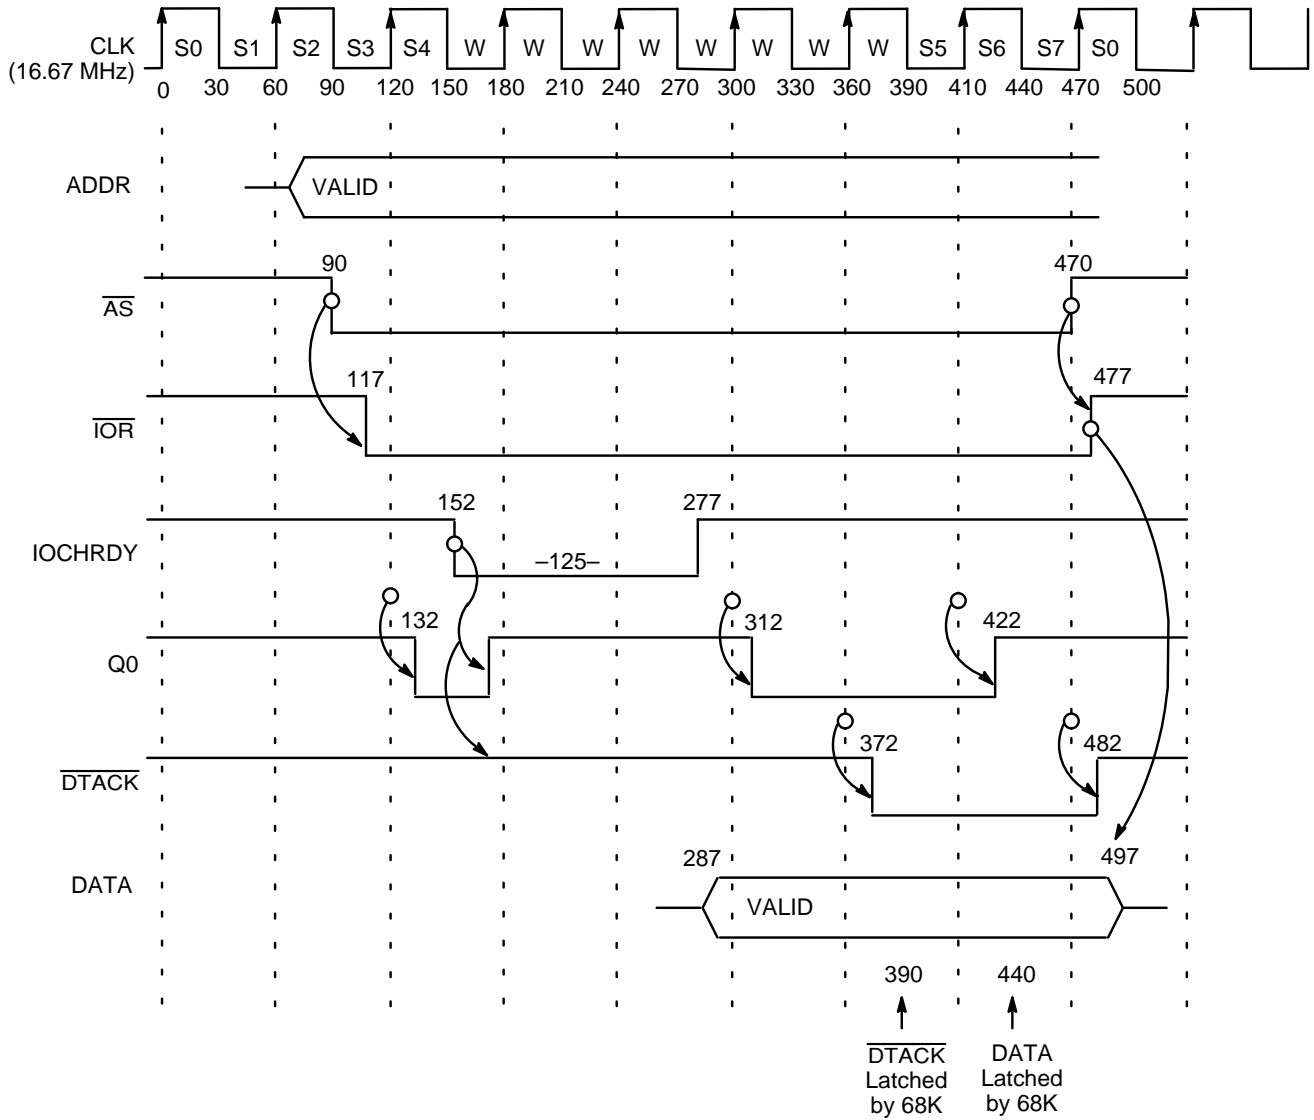 CLK
(16.67 MHz)
S0 S1 S2 S3 S4 W W W W W W W W S5 S6 S7 S0
0 30 60 90 120 150 180 210 240 270 300 330 360 390 410 440 470 500
ADDR
VALID
90
470
AS
117
477
IOR
152
277
IOCHRDY
–125–
132
312
422
Q0
372
482
DTACK
287
497
DATA
VALID
390
440
DTACK
Latched
by 68K
DATA
Latched
by 68K